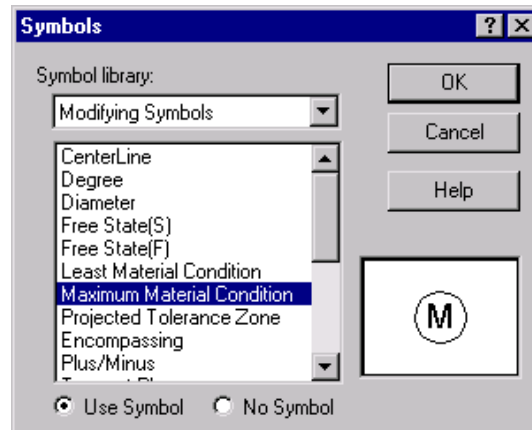 Symbols
Symbol library:
Modifying Symbols
OK
Cancel
Help
CenterLine
Degree
Diameter
Free State(S)
Free State(F)
Least Material Condition
Maximum Material Condition
Projected Tolerance Zone
Encompassing
Plus/Minus
M
Use Symbol No Symbol